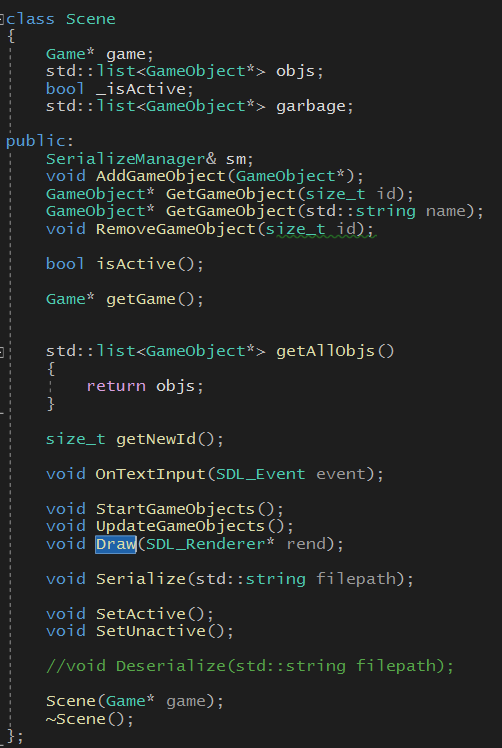 class Scene
{
Game* game;
std::list<GameObject*> objs;
bool _isActive;
std::list<GameObject*> garbage;
public:
SerializeManager& sm;
void AddGameObject(GameObject*);
GameObject* GetGameObject(size_t id);
GameObject* GetGameObject(std::string name);
void RemoveGameObject(size_t id);
bool isActive();
Game* getGame();
std::list<GameObject*> getAllObjs()
{
return objs;
}
size_t getNewId();
void OnTextInput(SDL_Event event);
void StartGameObjects();
void UpdateGameObjects();
void Draw(SDL_Renderer* rend);
void Serialize(std::string filepath);
void SetActive();
void SetUnactive();
//void Deserialize(std::string filepath);
Scene(Game* game);
~Scene();
};